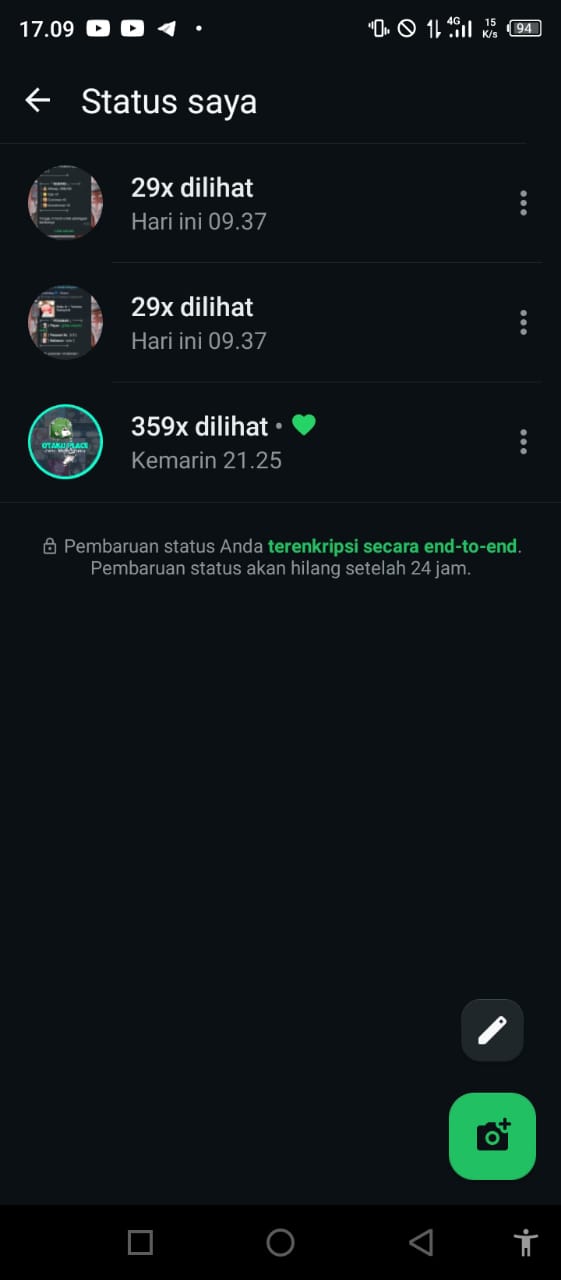 17.09
4G
15
K/s
94
Status saya
29x dilihat
Hari ini 09.37
29x dilihat
Hari ini 09.37
359x dilihat •
Kemarin 21.25
OTAKU PLACE
Pembaruan status Anda terenkripsi secara end-to-end.
Pembaruan status akan hilang setelah 24 jam.